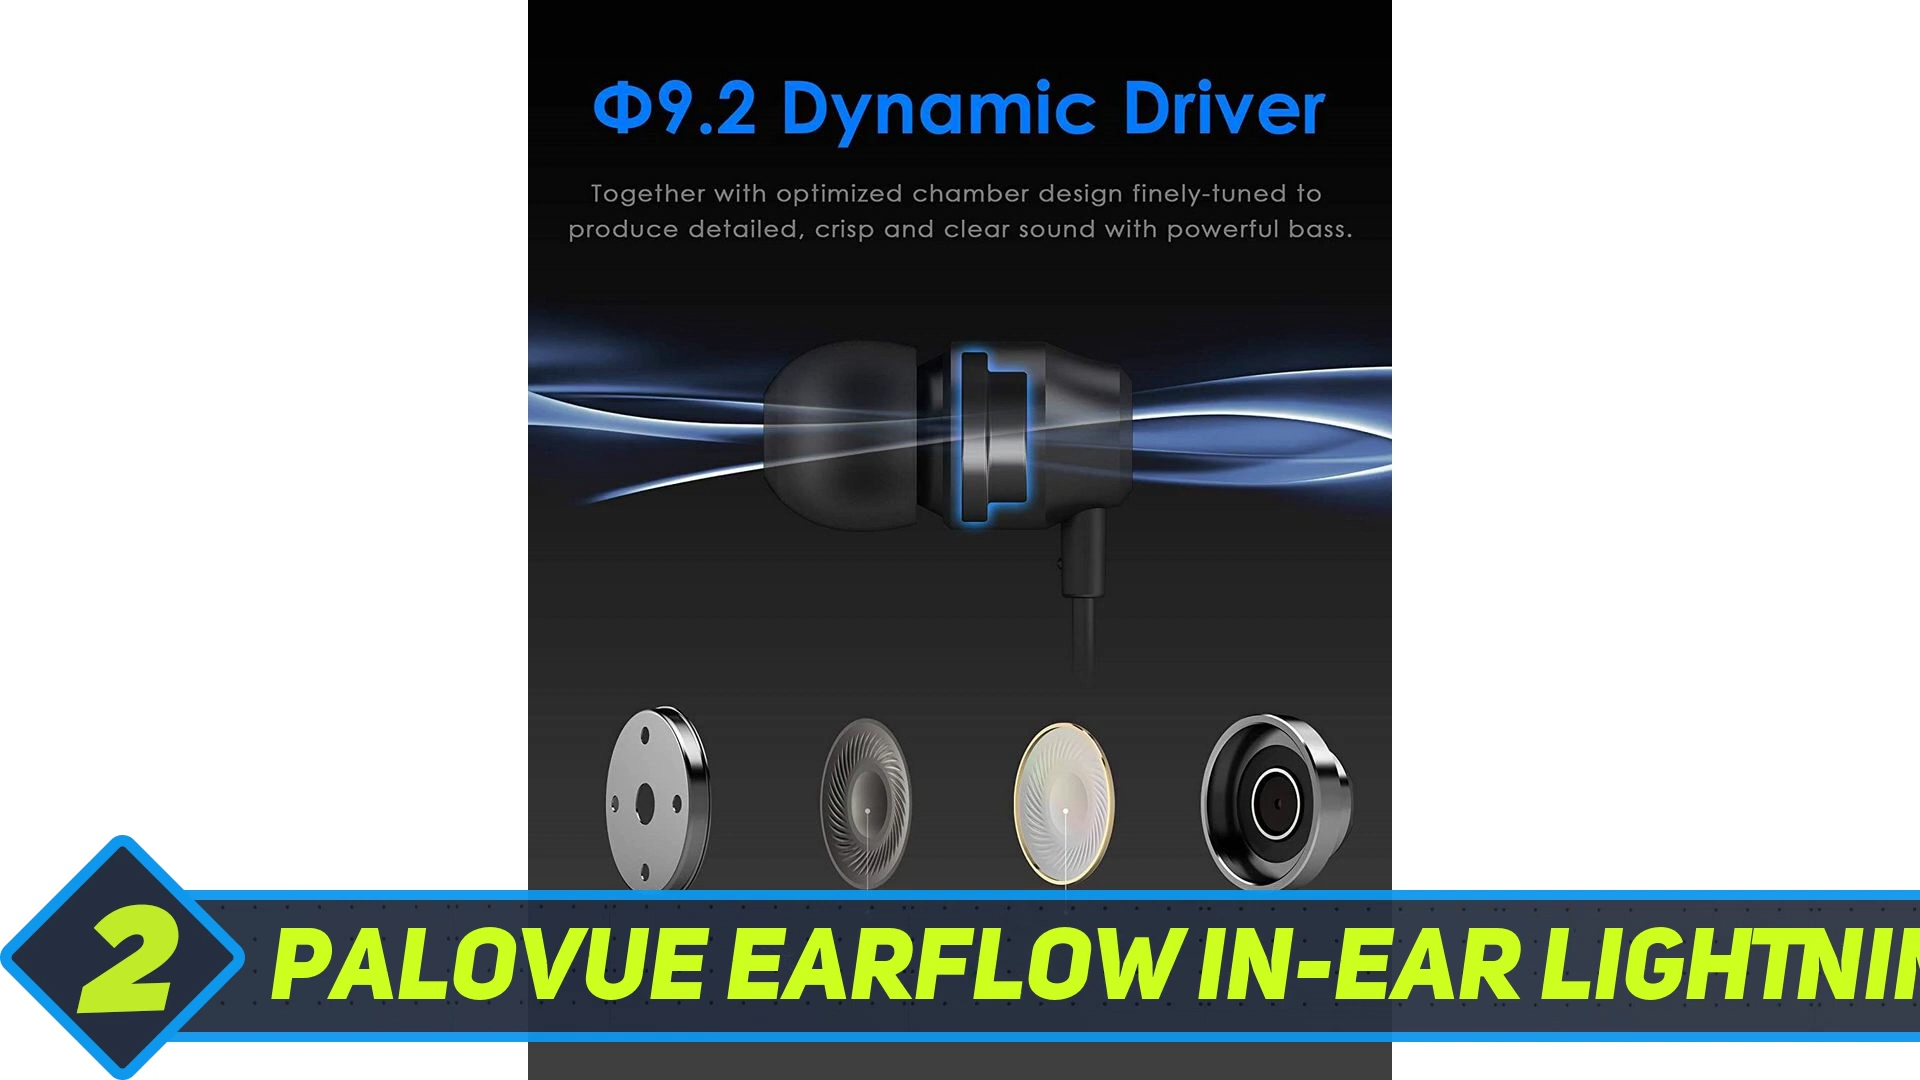 Φ9.2 Dynamic Driver
Together with optimized chamber design finely-tuned to
produce detailed, crisp and clear sound with powerful bass.
2
PALOVUE EARFLOW IN-EAR LIGHTNIN